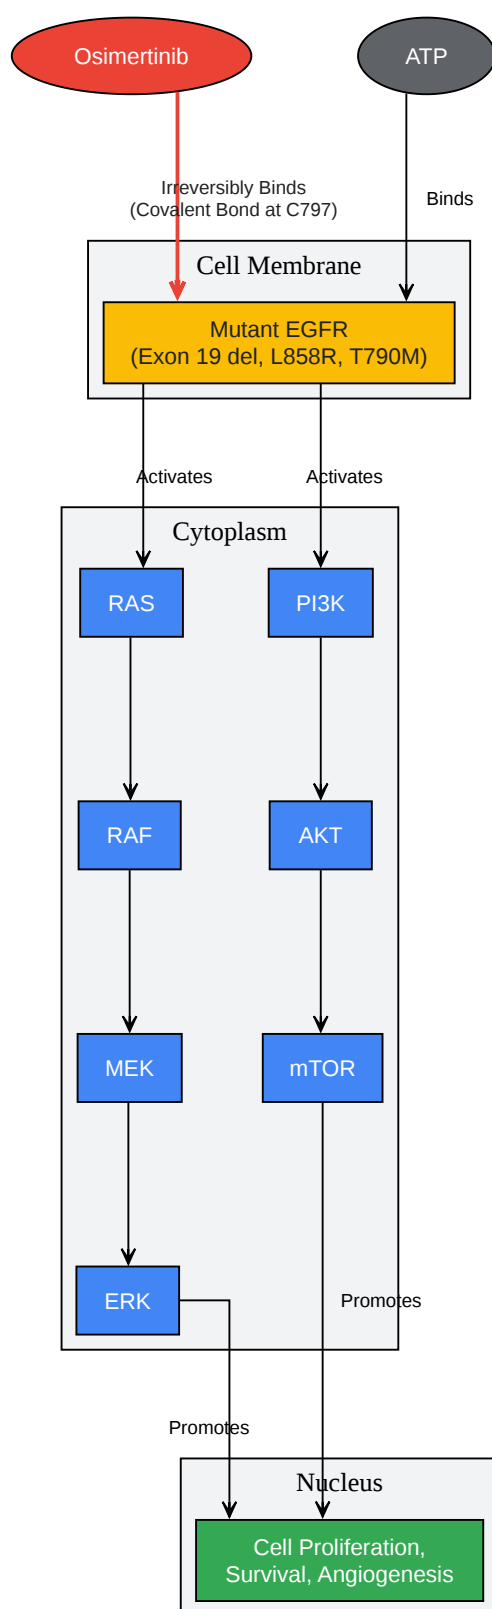 Osimertinib
ATP
Irreversibly Binds
(Covalent Bond at C797)
Binds
Cell Membrane
Mutant EGFR
(Exon 19 del, L858R, T790M)
Activates
Activates
Cytoplasm
RAS
PI3K
RAF
AKT
MEK
mTOR
ERK
Promotes
Promotes
Nucleus
Cell Proliferation,
Survival, Angiogenesis